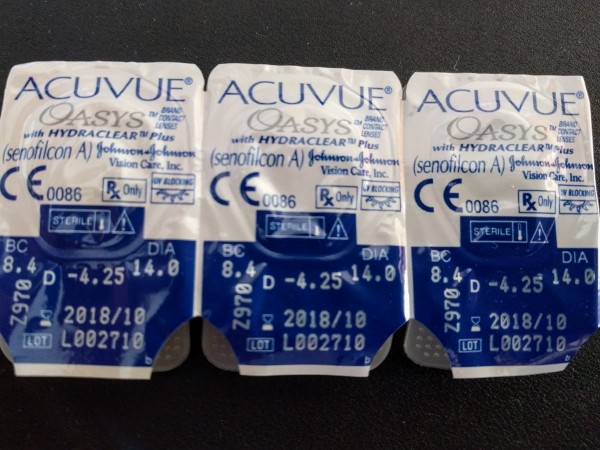 ACUVUE®
OASYS™ BRAND CONTACT LENSES
with HYDRACLEAR™ Plus
(senofilcon A) Johnson & Johnson
Vision Care, Inc.
CE 0086 Rx Only UV BLOCKING
STERILE
BC DIA
8.4 D -4.25 14.0
Z970
2018/10
LOT L002710
b
ACUVUE®
OASYS™ BRAND CONTACT LENSES
with HYDRACLEAR™ Plus
(senofilcon A) Johnson & Johnson
Vision Care, Inc.
CE 0086 Rx Only UV BLOCKING
STERILE
BC DIA
8.4 D -4.25 14.0
Z970
2018/10
LOT L002710
b
ACUVUE®
OASYS™ BRAND CONTACT LENSES
with HYDRACLEAR™ Plus
(senofilcon A) Johnson & Johnson
Vision Care, Inc.
CE 0086 Rx Only UV BLOCKING
STERILE
BC DIA
8.4 D -4.25 14.0
Z970
2018/10
LOT L002710
b